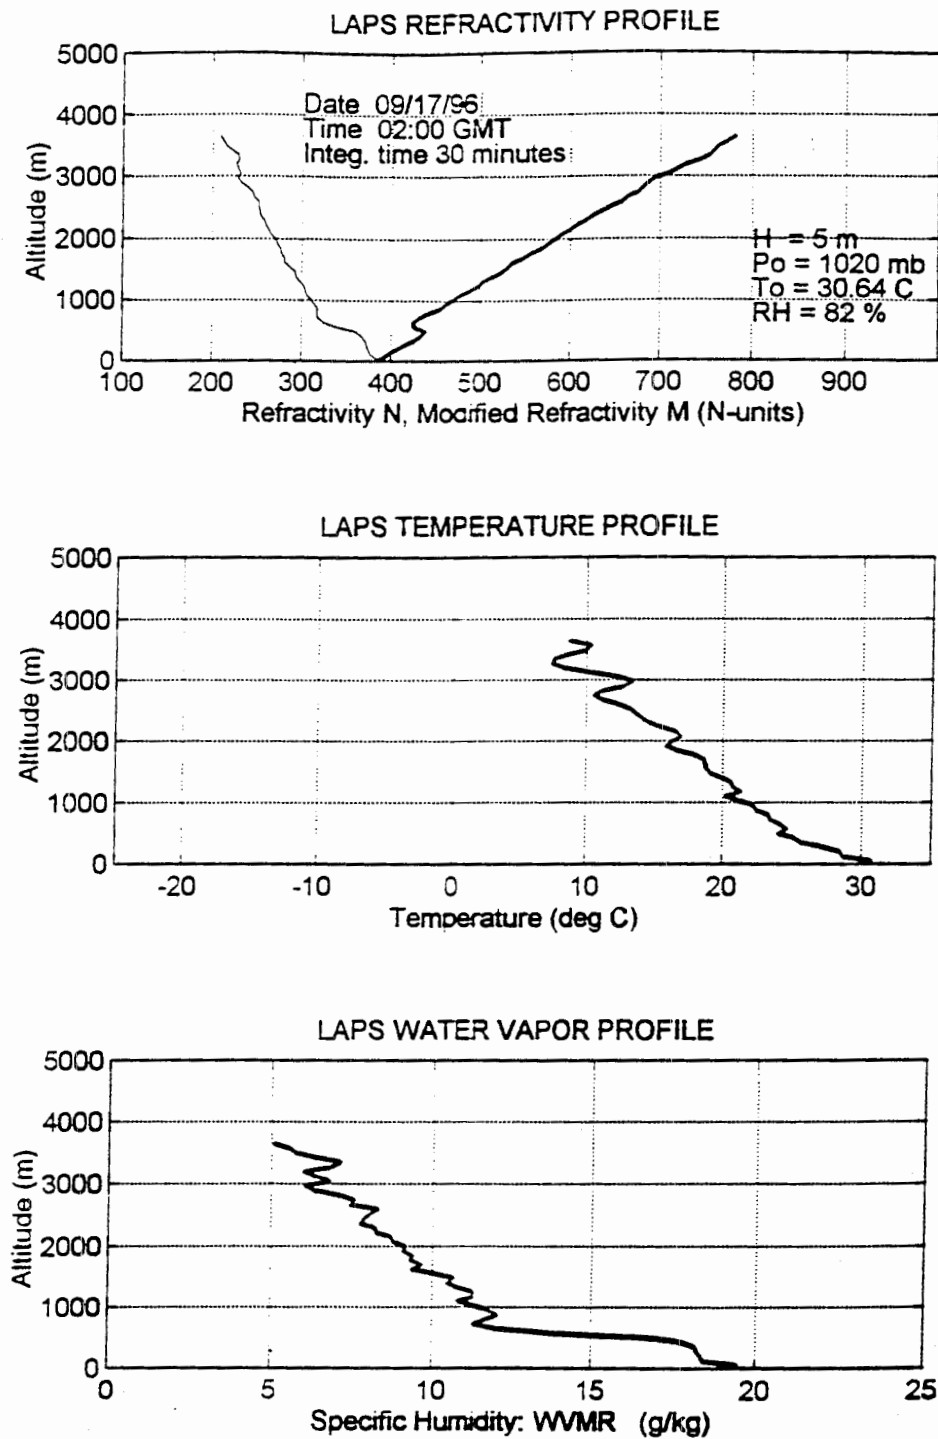 LAPS REFRACTIVITY PROFILE
5000
4000
3000
2000
1000
0
Altitude (m)
Date 09/17/96
Time 02:00 GMT
Integ. time 30 minutes
H = 5 m
Po = 1020 mb
To = 30.64 C
RH = 82 %
100 200 300 400 500 600 700 800 900
Refractivity N, Modified Refractivity M (N-units)
LAPS TEMPERATURE PROFILE
5000
4000
3000
2000
1000
0
Altitude (m)
-20 -10 0 10 20 30
Temperature (deg C)
LAPS WATER VAPOR PROFILE
5000
4000
3000
2000
1000
0
Altitude (m)
0 5 10 15 20 25
Specific Humidity: WVMR (g/kg)